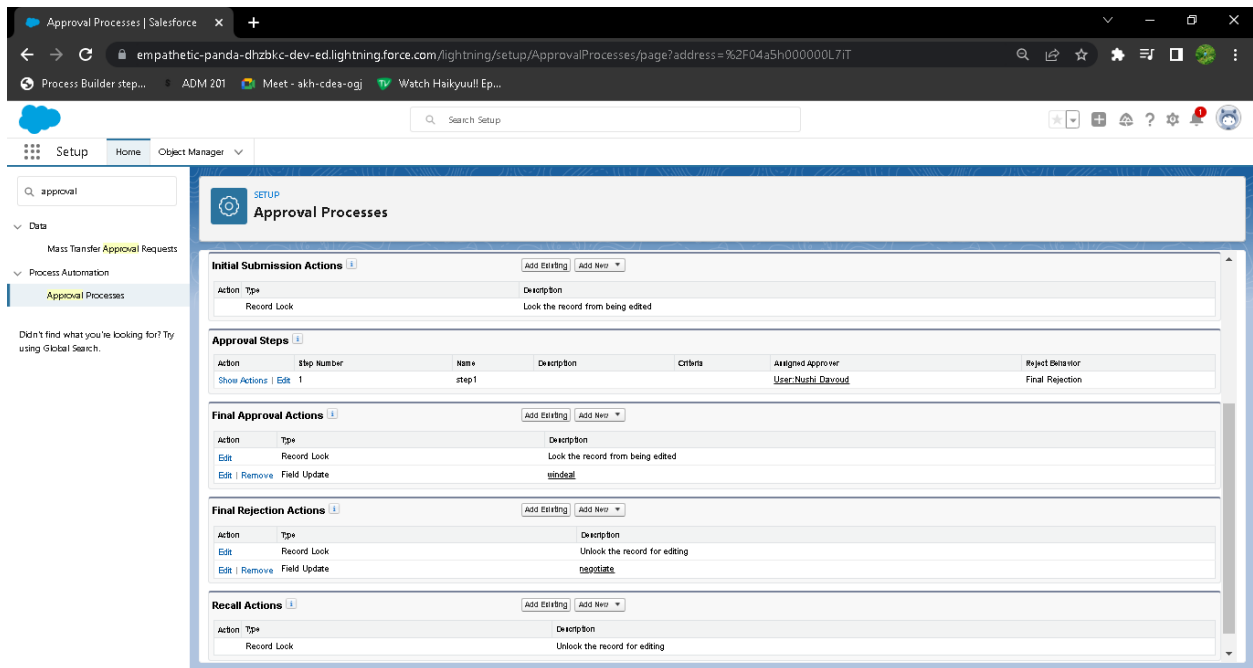 Approval Processes | Salesforce
empathetic-panda-dhzbkc-dev-ed.lightning.force.com/lightning/setup/ApprovalProcesses/page?address=%2F04a5h000000L7iT
Process Builder step... ADM 201 Meet - akh-cdea-ogj Watch Haikyuu!! Ep...
Search Setup
1
Setup Home Object Manager
approval
Data
Mass Transfer Approval Requests
Process Automation
Approval Processes
Didn't find what you're looking for? Try
using Global Search.
SETUP
Approval Processes
Initial Submission Actions Add Existing Add New
Action Type Description
Record Lock Lock the record from being edited
Approval Steps
Action Step Number Name Description Criteria Assigned Approver Reject Behavior
Show Actions | Edit 1 step1 User:Nushi Davoud Final Rejection
Final Approval Actions Add Existing Add New
Action Type Description
Edit Record Lock Lock the record from being edited
Edit | Remove Field Update windeal
Final Rejection Actions Add Existing Add New
Action Type Description
Edit Record Lock Unlock the record for editing
Edit | Remove Field Update negotiate
Recall Actions Add Existing Add New
Action Type Description
Record Lock Unlock the record for editing